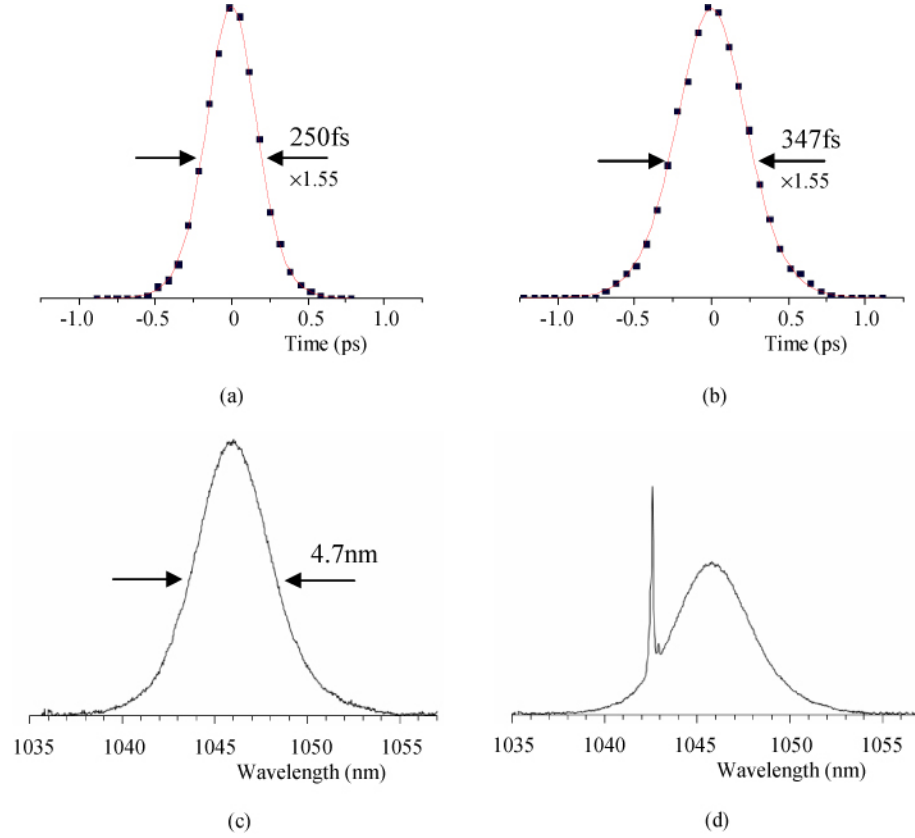 250fs
×1.55
-1.0 -0.5 0 0.5 1.0
Time (ps)
(a)
347fs
×1.55
-1.0 -0.5 0 0.5 1.0
Time (ps)
(b)
4.7nm
1035 1040 1045 1050 1055
Wavelength (nm)
(c)
1035 1040 1045 1050 1055
Wavelength (nm)
(d)